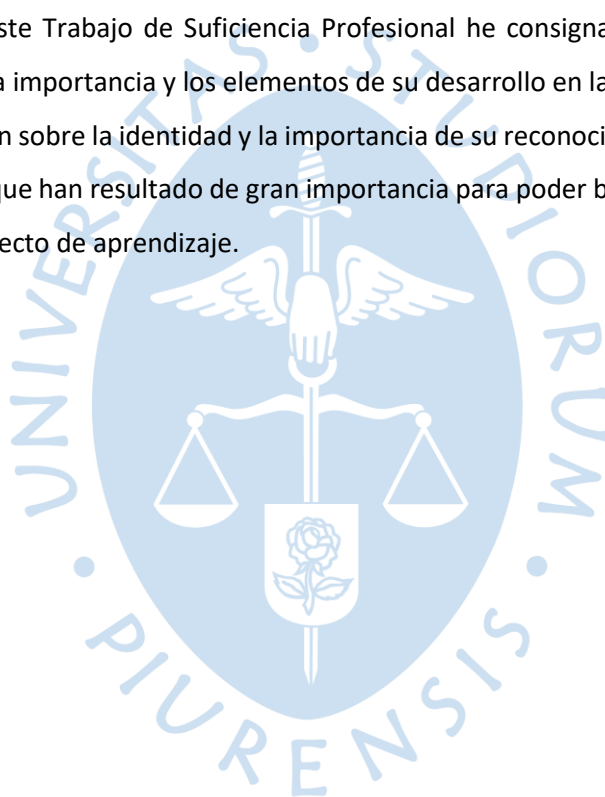 ste Trabajo de Suficiencia Profesional he consigna
a importancia y los elementos de su desarrollo en la
n sobre la identidad y la importancia de su reconoci
que han resultado de gran importancia para poder b
ecto de aprendizaje.
UNIVERSITAS • STUDIORUM • PIURENSIS •